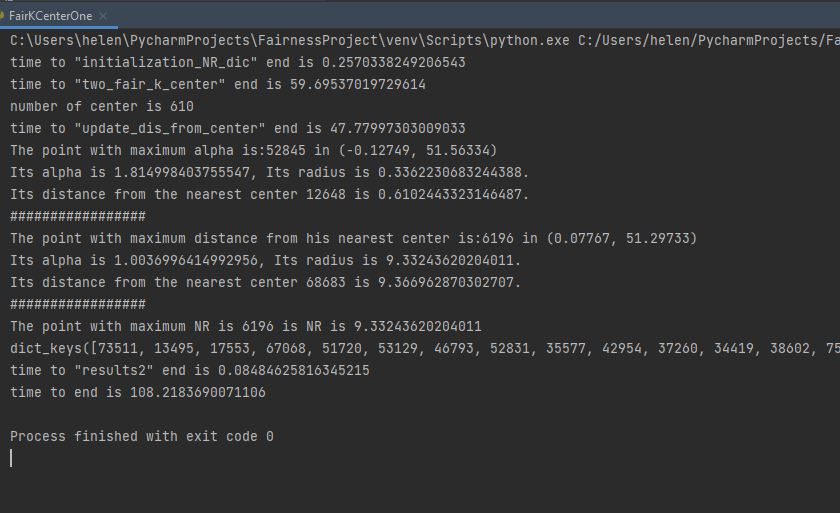 FairKCenterOne
C:\Users\helen\PycharmProjects\FairnessProject\venv\Scripts\python.exe C:/Users/helen/PycharmProjects/Fa
time to "initialization_NR_dic" end is 0.2570338249206543
time to "two_fair_k_center" end is 59.69537019729614
number of center is 610
time to "update_dis_from_center" end is 47.77997303009033
The point with maximum alpha is:52845 in (-0.12749, 51.56334)
Its alpha is 1.814998403755547, Its radius is 0.3362230683244388.
Its distance from the nearest center 12648 is 0.6102443323146487.
#################
The point with maximum distance from his nearest center is:6196 in (0.07767, 51.29733)
Its alpha is 1.0036996414992956, Its radius is 9.33243620204011.
Its distance from the nearest center 68683 is 9.366962870302707.
#################
The point with maximum NR is 6196 is NR is 9.33243620204011
dict_keys([73511, 13495, 17553, 67068, 51720, 53129, 46793, 52831, 35577, 42954, 37260, 34419, 38602, 75
time to "results2" end is 0.08484625816345215
time to end is 108.2183690071106
Process finished with exit code 0